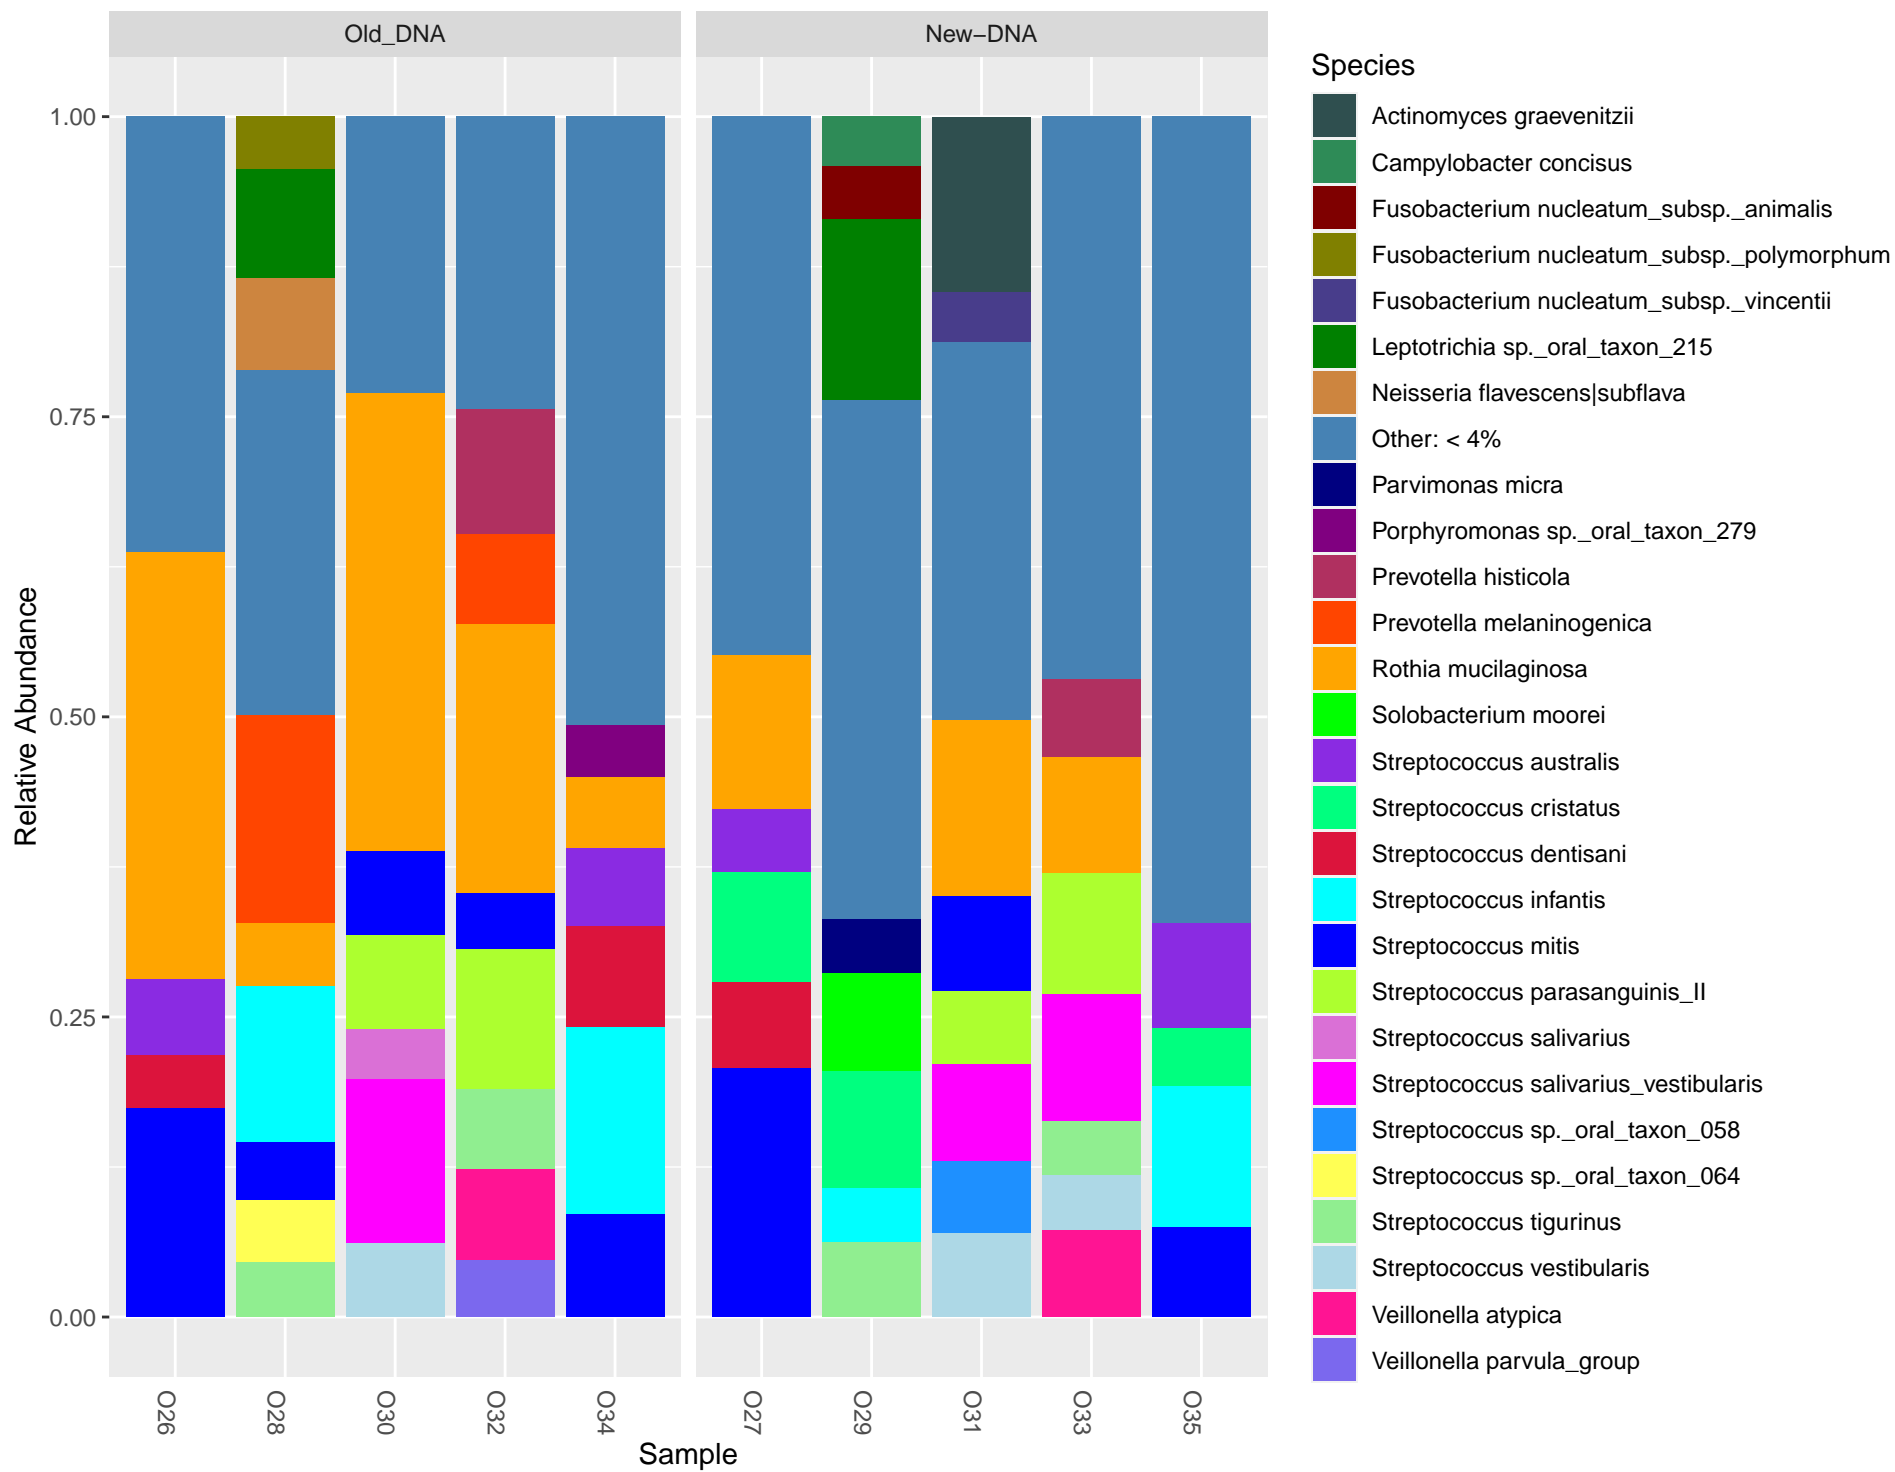 Old_DNA
New−DNA
Species
Actinomyces graevenitzii
Campylobacter concisus
Fusobacterium nucleatum_subsp._animalis
Fusobacterium nucleatum_subsp._polymorphum
Fusobacterium nucleatum_subsp._vincentii
Leptotrichia sp._oral_taxon_215
Neisseria flavescens|subflava
Other: < 4%
Parvimonas micra
Porphyromonas sp._oral_taxon_279
Prevotella histicola
Prevotella melaninogenica
Rothia mucilaginosa
Solobacterium moorei
Streptococcus australis
Streptococcus cristatus
Streptococcus dentisani
Streptococcus infantis
Streptococcus mitis
Streptococcus parasanguinis_II
Streptococcus salivarius
Streptococcus salivarius_vestibularis
Streptococcus sp._oral_taxon_058
Streptococcus sp._oral_taxon_064
Streptococcus tigurinus
Streptococcus vestibularis
Veillonella atypica
Veillonella parvula_group
1.00
0.75
0.50
0.25
0.00
Relative Abundance
O26
O28
O30
O32
O34
O27
O29
O31
O33
O35
Sample